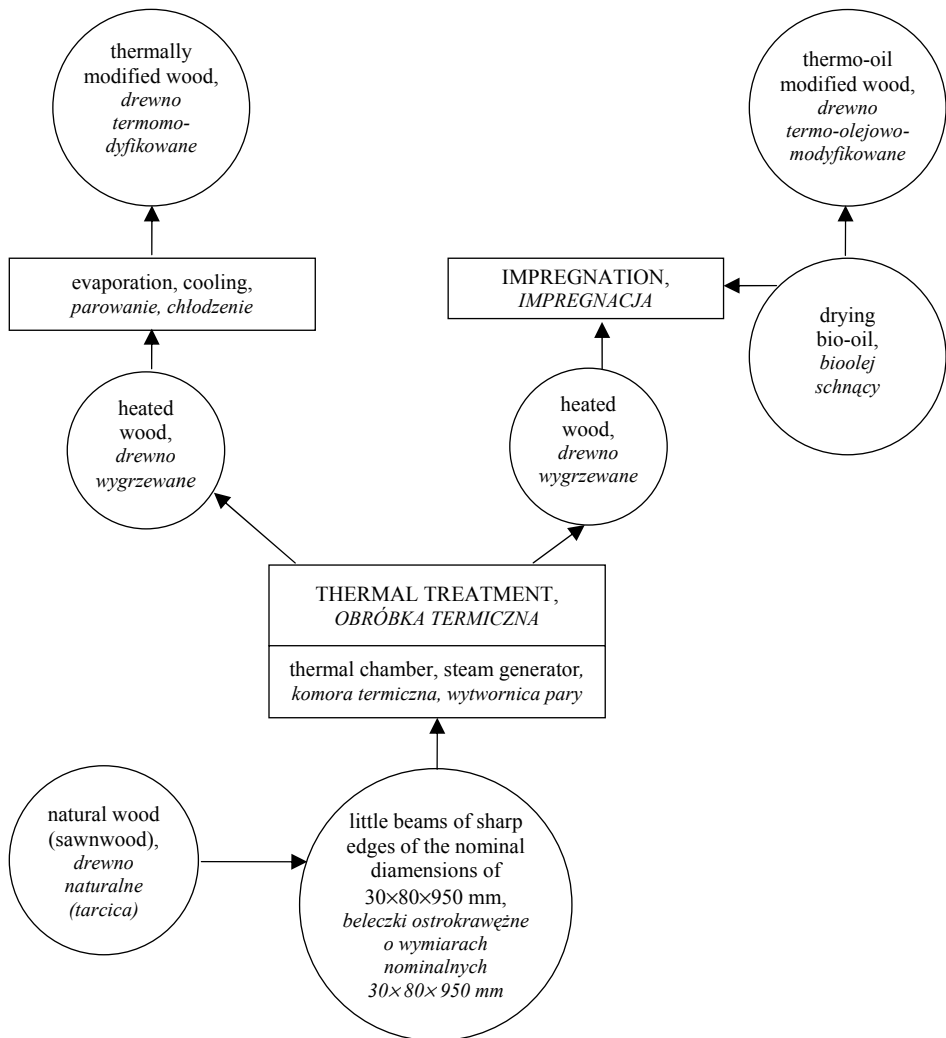 thermally
modified wood,
drewno
termomo-
dyfikowane
thermo-oil
modified wood,
drewno
termo-olejowo-
modyfikowane
evaporation, cooling,
parowanie, chłodzenie
IMPREGNATION,
IMPREGNACJA
drying
bio-oil,
bioolej
schnący
heated
wood,
drewno
wygrzewane
heated
wood,
drewno
wygrzewane
THERMAL TREATMENT,
OBRÓBKA TERMICZNA
thermal chamber, steam generator,
komora termiczna, wytwornica pary
natural wood
(sawnwood),
drewno
naturalne
(tarcica)
little beams of sharp
edges of the nominal
diamensions of
30×80×950 mm,
beleczki ostrokrawężne
o wymiarach
nominalnych
30×80×950 mm